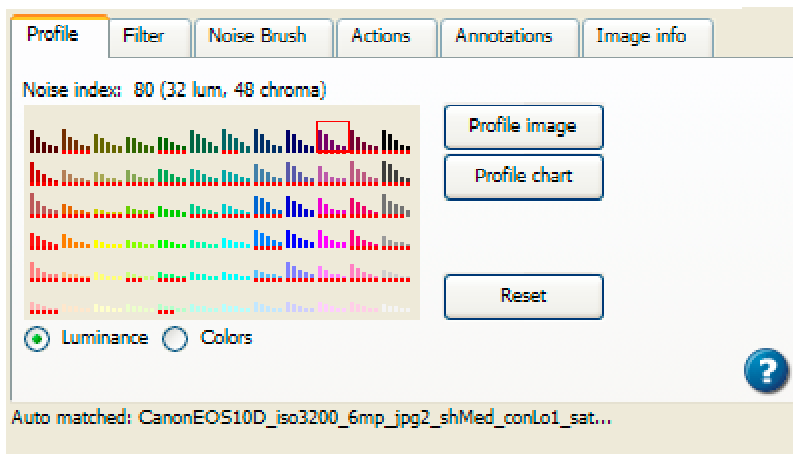 Profile Filter Noise Brush Actions Annotations Image info
Noise index: 80 (32 lum, 48 chroma)
Profile image
Profile chart
Reset
Luminance Colors
?
Auto matched: CanonEOS10D_iso3200_6mp_jpg2_shMed_conLo1_sat...